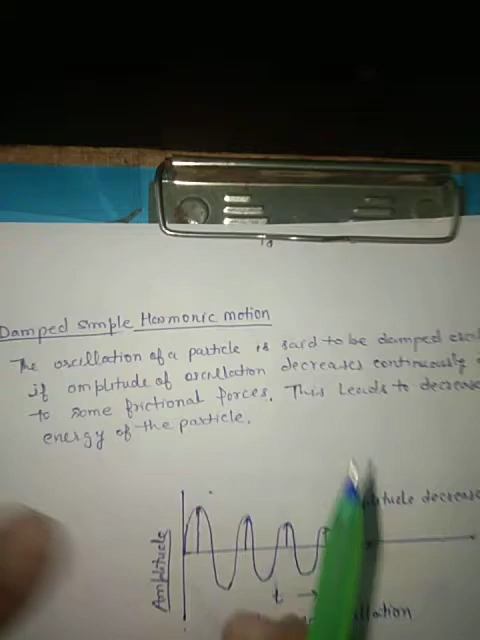 Damped Simple Harmonic motion
The oscillation of a particle is said to be damped
if amplitude of oscillation decreases continuously
to some frictional forces. This Leads to decrease
energy of the particle.
decrease
Amplitude
t →